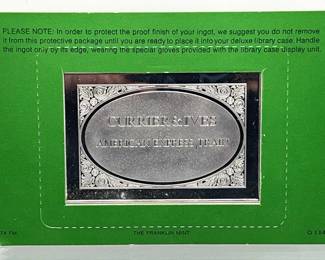 PLEASE NOTE: In order to protect the proof finish of your ingot, we suggest you do not remove
it from this protective package until you are ready to place it into your deluxe library case. Handle
the ingot only by its edge, wearing the special gloves provided with the library case display unit.
CURRIER & IVES
AMERICAN EXPRESS TRAIN
THE FRANKLIN MINT